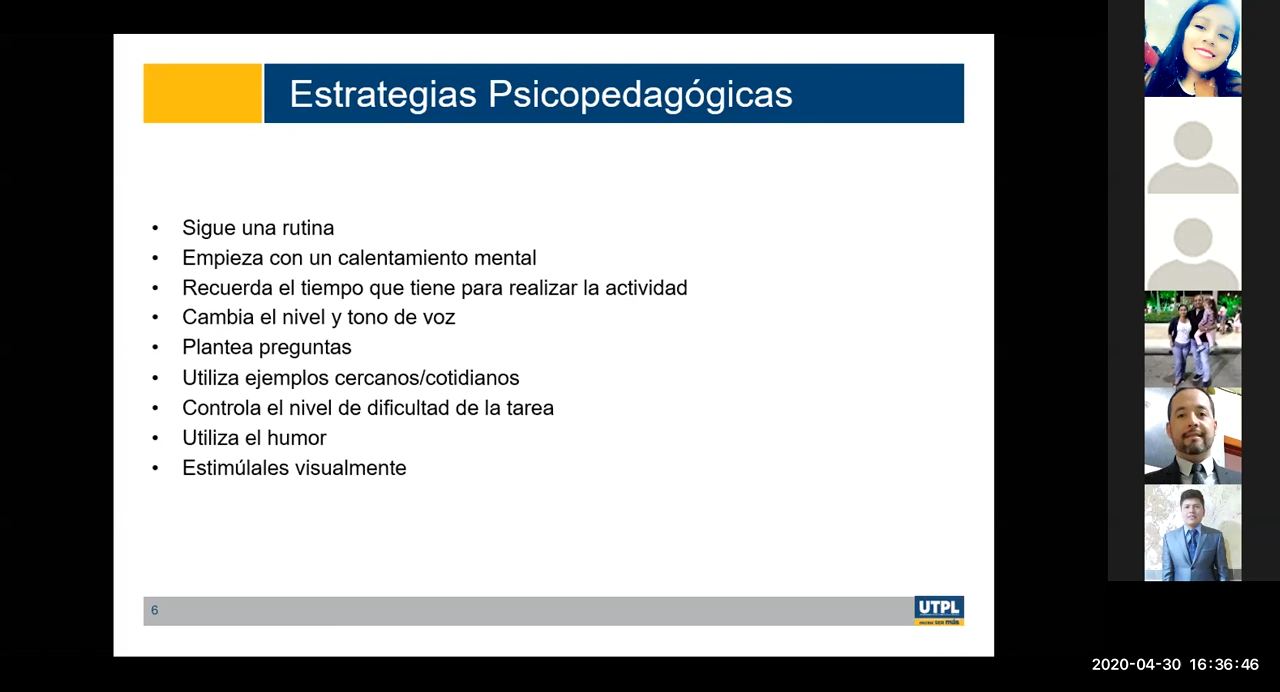 Estrategias Psicopedagógicas
• Sigue una rutina
• Empieza con un calentamiento mental
• Recuerda el tiempo que tiene para realizar la actividad
• Cambia el nivel y tono de voz
• Plantea preguntas
• Utiliza ejemplos cercanos/cotidianos
• Controla el nivel de dificultad de la tarea
• Utiliza el humor
• Estimúlales visualmente
6
UTPL
2020-04-30 16:36:46